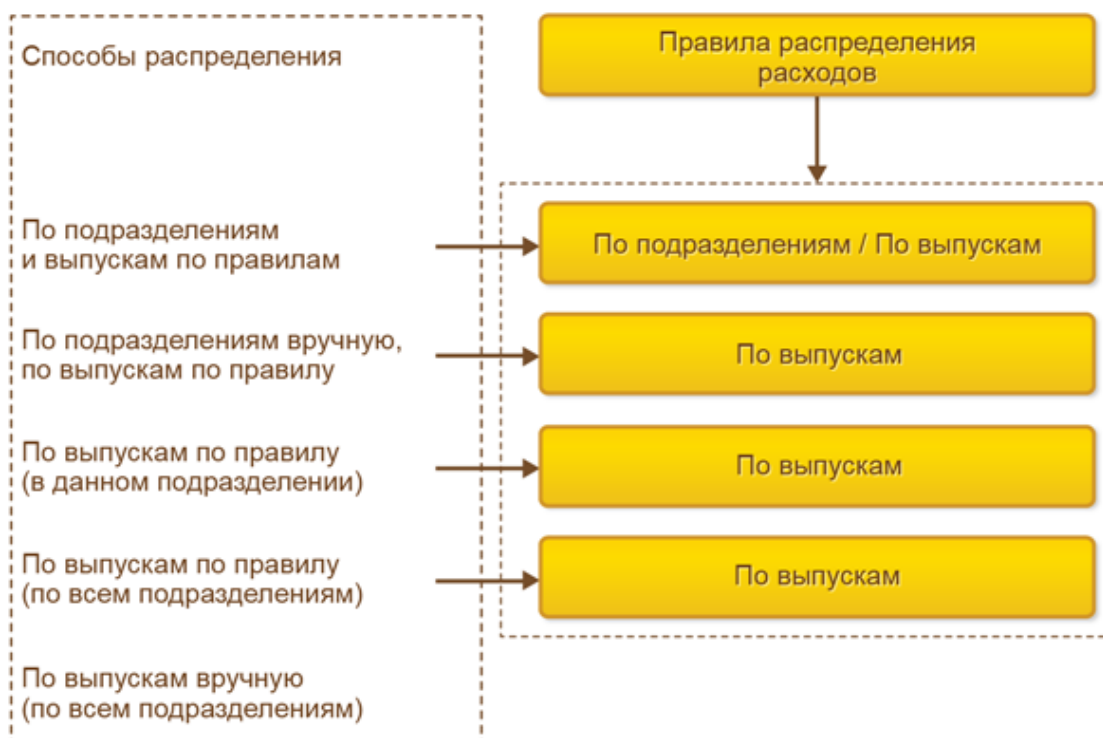 Способы распределения
Правила распределения
расходов
По подразделениям
и выпускам по правилам
По подразделениям / По выпускам
По подразделениям вручную,
по выпускам по правилу
По выпускам
По выпускам по правилу
(в данном подразделении)
По выпускам
По выпускам по правилу
(по всем подразделениям)
По выпускам
По выпускам вручную
(по всем подразделениям)